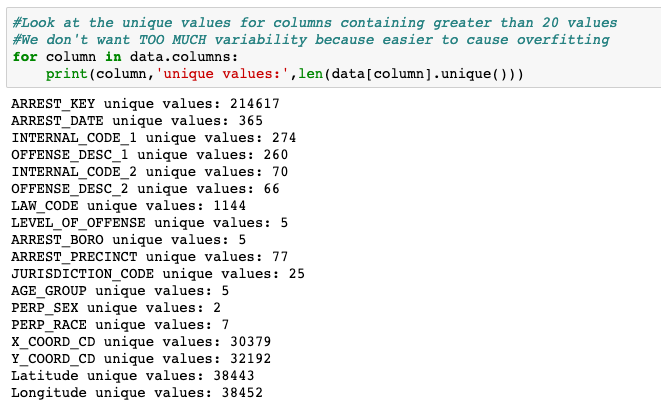 #Look at the unique values for columns containing greater than 20 values
#We don't want TOO MUCH variability because easier to cause overfitting
for column in data.columns:
    print(column,'unique values:',len(data[column].unique()))
ARREST_KEY unique values: 214617
ARREST_DATE unique values: 365
INTERNAL_CODE_1 unique values: 274
OFFENSE_DESC_1 unique values: 260
INTERNAL_CODE_2 unique values: 70
OFFENSE_DESC_2 unique values: 66
LAW_CODE unique values: 1144
LEVEL_OF_OFFENSE unique values: 5
ARREST_BORO unique values: 5
ARREST_PRECINCT unique values: 77
JURISDICTION_CODE unique values: 25
AGE_GROUP unique values: 5
PERP_SEX unique values: 2
PERP_RACE unique values: 7
X_COORD_CD unique values: 30379
Y_COORD_CD unique values: 32192
Latitude unique values: 38443
Longitude unique values: 38452